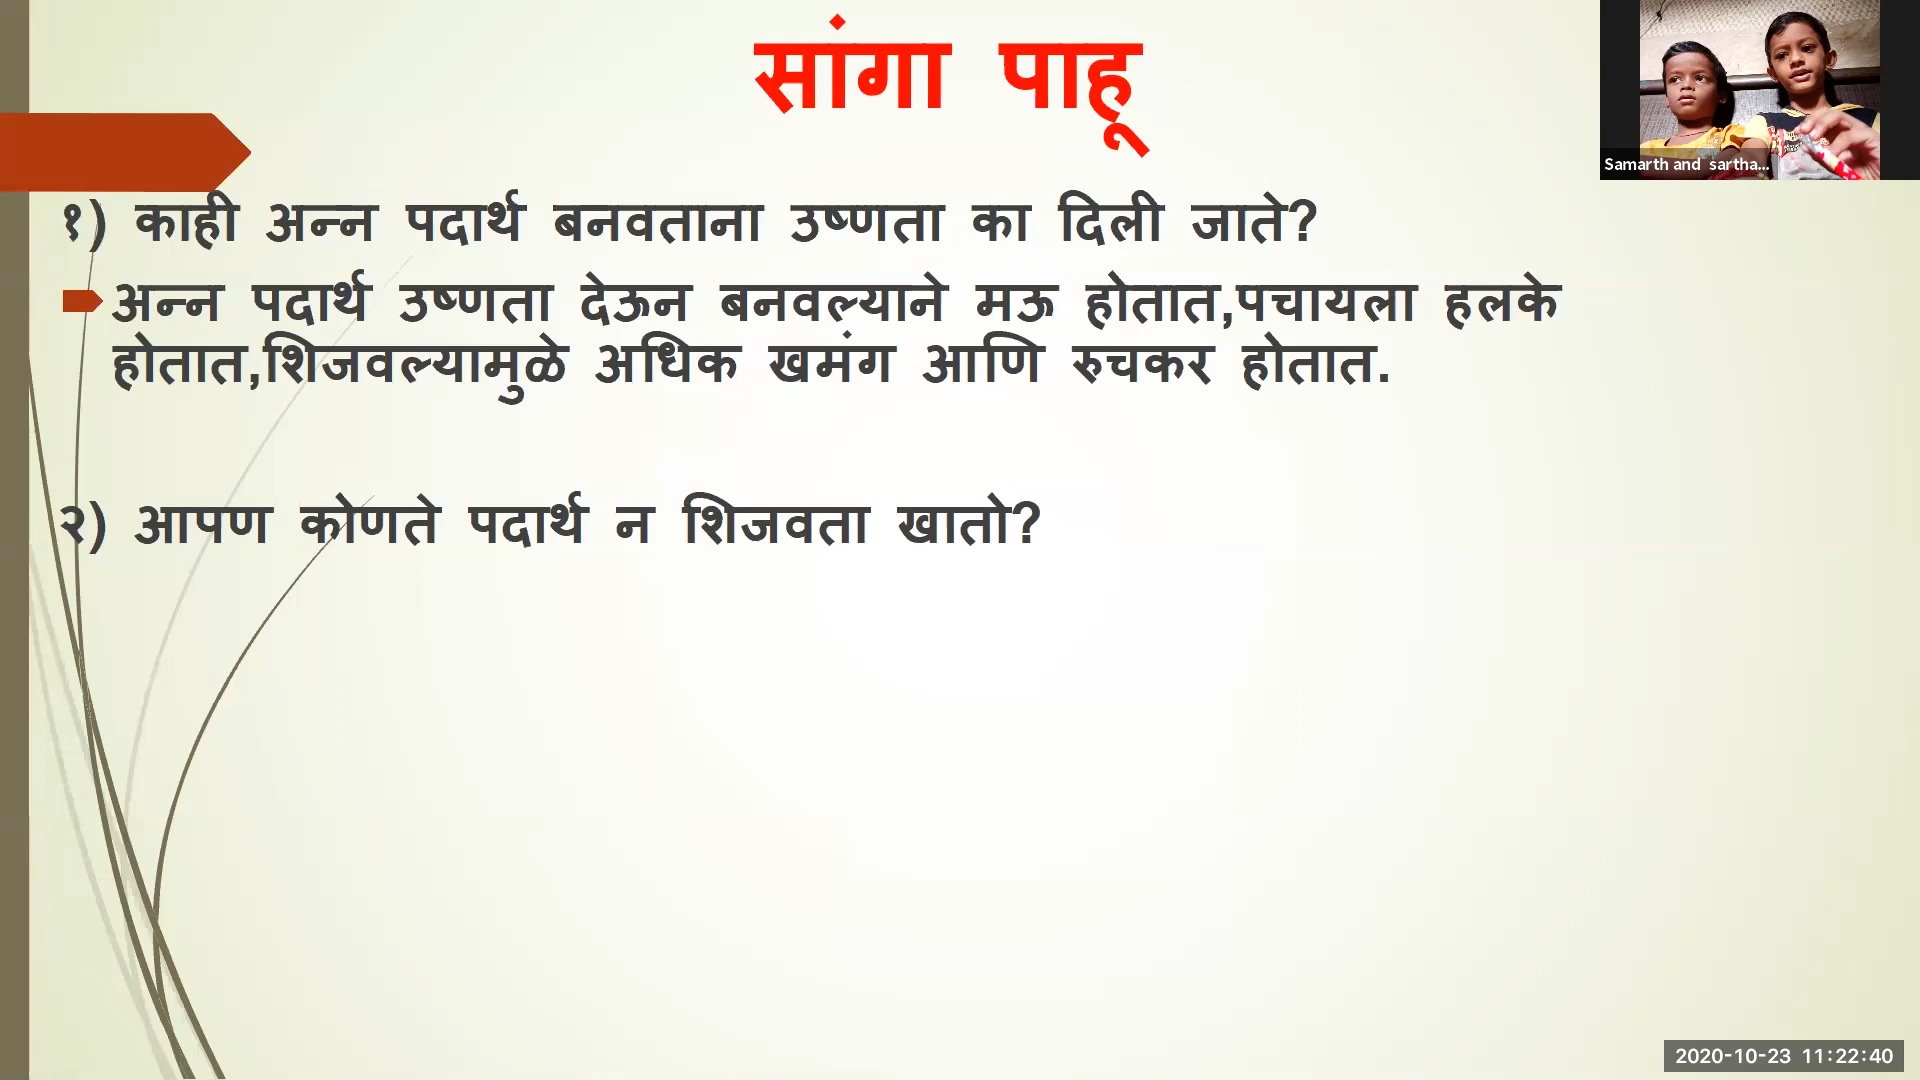 सांगा पाहू
१) काही अन्न पदार्थ बनवताना उष्णता का दिली जाते?
अन्न पदार्थ उष्णता देऊन बनवल्याने मऊ होतात,पचायला हलके
होतात,शिजवल्यामुळे अधिक खमंग आणि रुचकर होतात.
२) आपण कोणते पदार्थ न शिजवता खातो?
Samarth and sartha...
2020-10-23 11:22:40